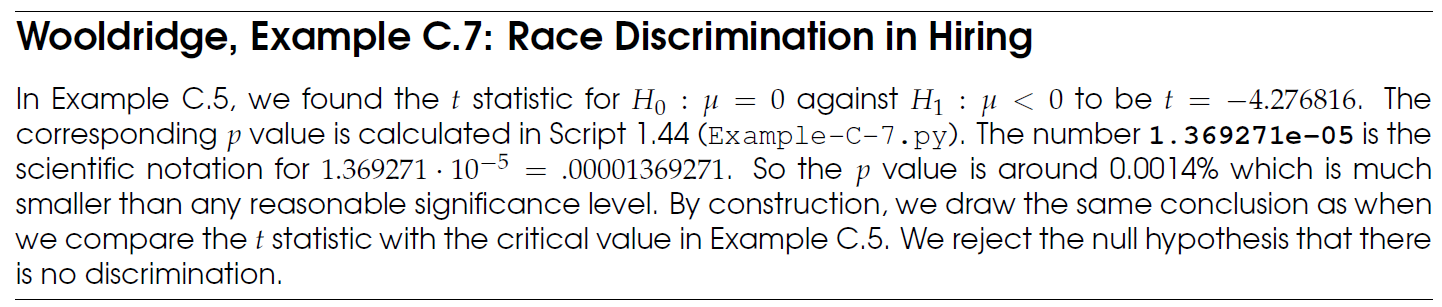 Wooldridge, Example C.7: Race Discrimination in Hiring
In Example C.5, we found the t statistic for H₀ : μ = 0 against H₁ : μ < 0 to be t = −4.276816. The
corresponding p value is calculated in Script 1.44 (Example-C-7.py). The number 1.369271e-05 is the
scientific notation for 1.369271 · 10⁻⁵ = .00001369271. So the p value is around 0.0014% which is much
smaller than any reasonable significance level. By construction, we draw the same conclusion as when
we compare the t statistic with the critical value in Example C.5. We reject the null hypothesis that there
is no discrimination.